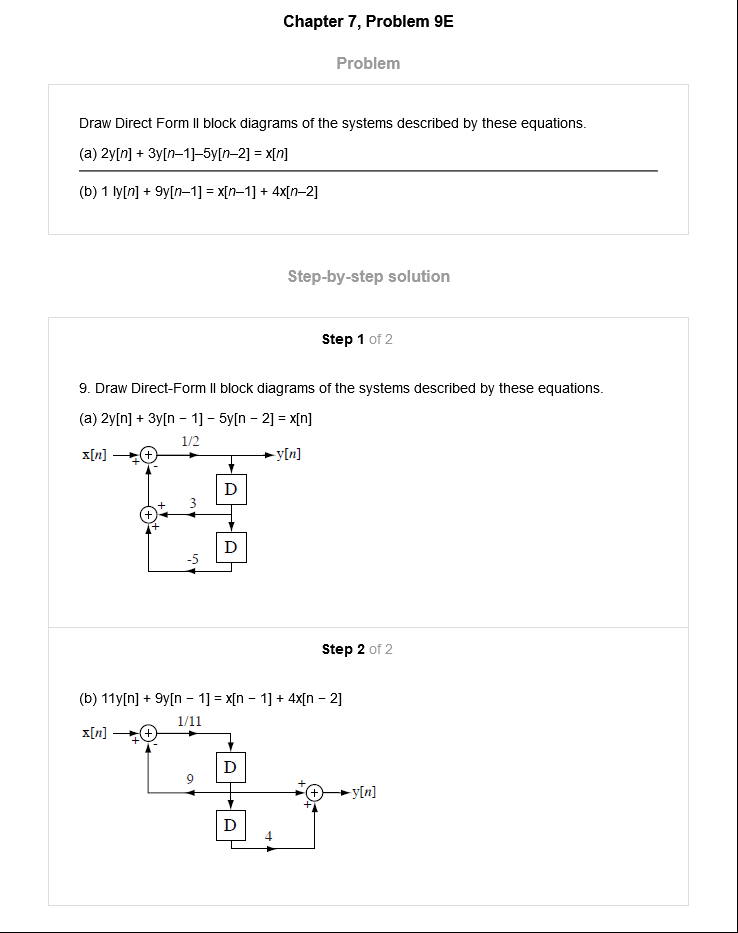 Chapter 7, Problem 9E
Problem
Draw Direct Form II block diagrams of the systems described by these equations.
(a) 2y[n] + 3y[n–1]–5y[n–2] = x[n]
(b) 1 ly[n] + 9y[n–1] = x[n–1] + 4x[n–2]
Step-by-step solution
Step 1 of 2
9. Draw Direct-Form II block diagrams of the systems described by these equations.
(a) 2y[n] + 3y[n − 1] − 5y[n − 2] = x[n]
1/2
x[n] + + y[n]
-
D
+ 3
+
+
D
-5
Step 2 of 2
(b) 11y[n] + 9y[n − 1] = x[n − 1] + 4x[n − 2]
1/11
x[n] + +
-
D
9 +
+ y[n]
+
D
4